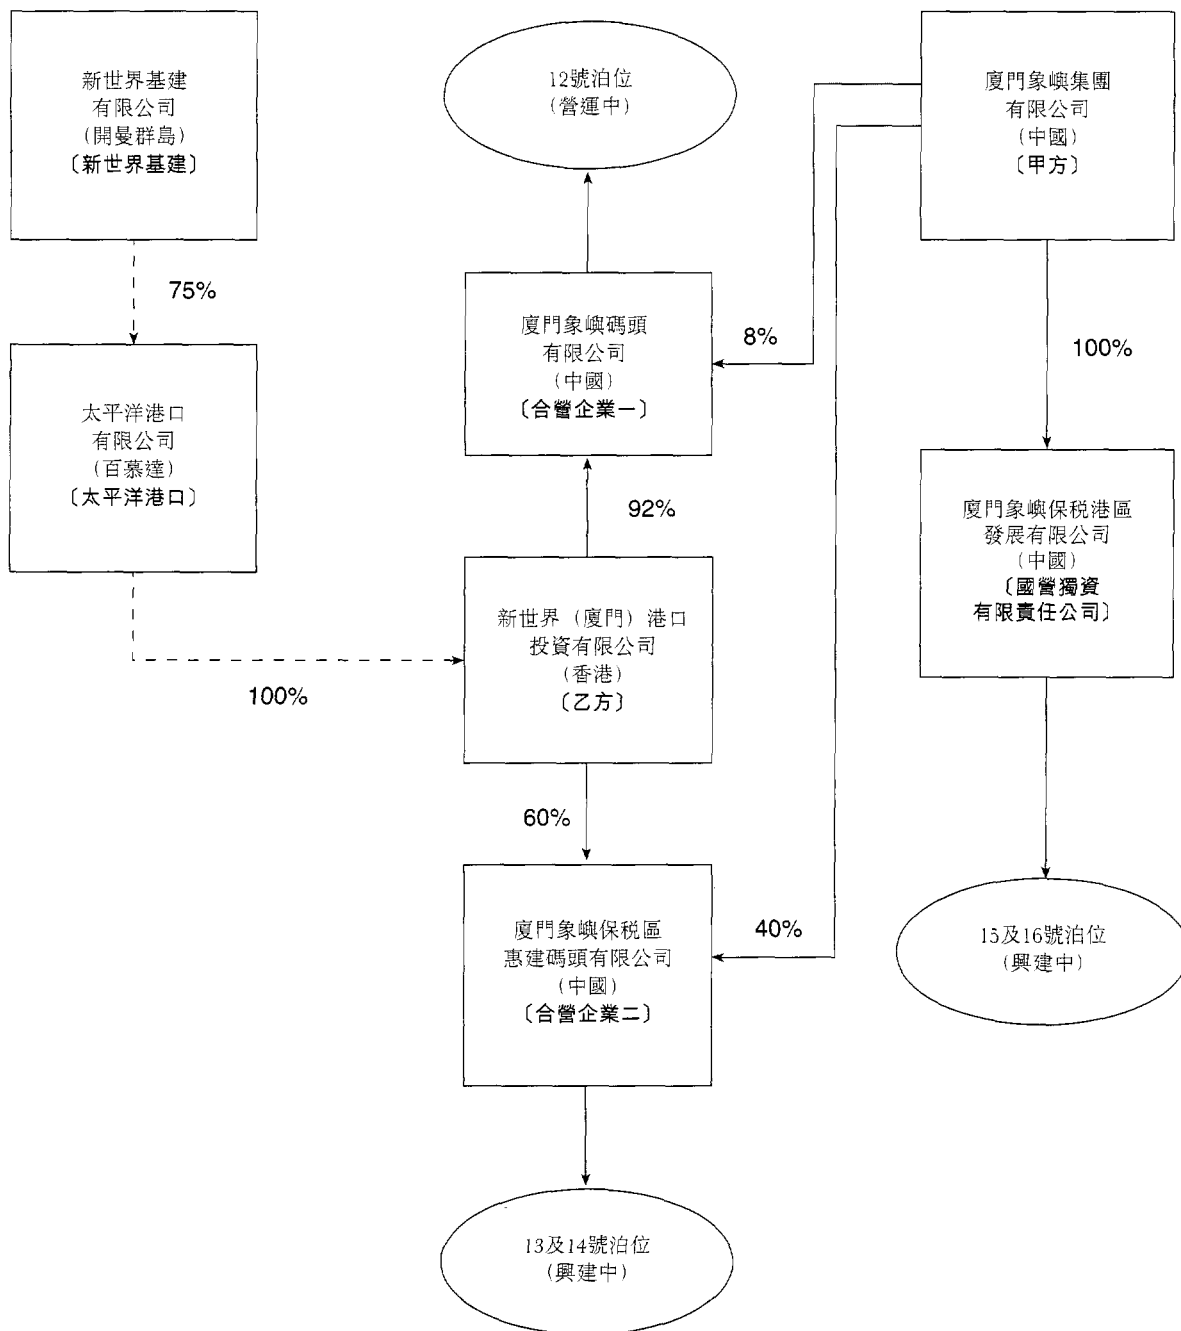 新世界基建
有限公司
(開曼群島)
〔新世界基建〕
75%
太平洋港口
有限公司
(百慕達)
〔太平洋港口〕
100%
12號泊位
(營運中)
廈門象嶼碼頭
有限公司
(中國)
〔合營企業一〕
8%
92%
新世界(廈門)港口
投資有限公司
(香港)
〔乙方〕
60%
廈門象嶼保税區
惠建碼頭有限公司
(中國)
〔合營企業二〕
40%
13及14號泊位
(興建中)
廈門象嶼集團
有限公司
(中國)
〔甲方〕
100%
廈門象嶼保税港區
發展有限公司
(中國)
〔國營獨資
有限責任公司〕
15及16號泊位
(興建中)